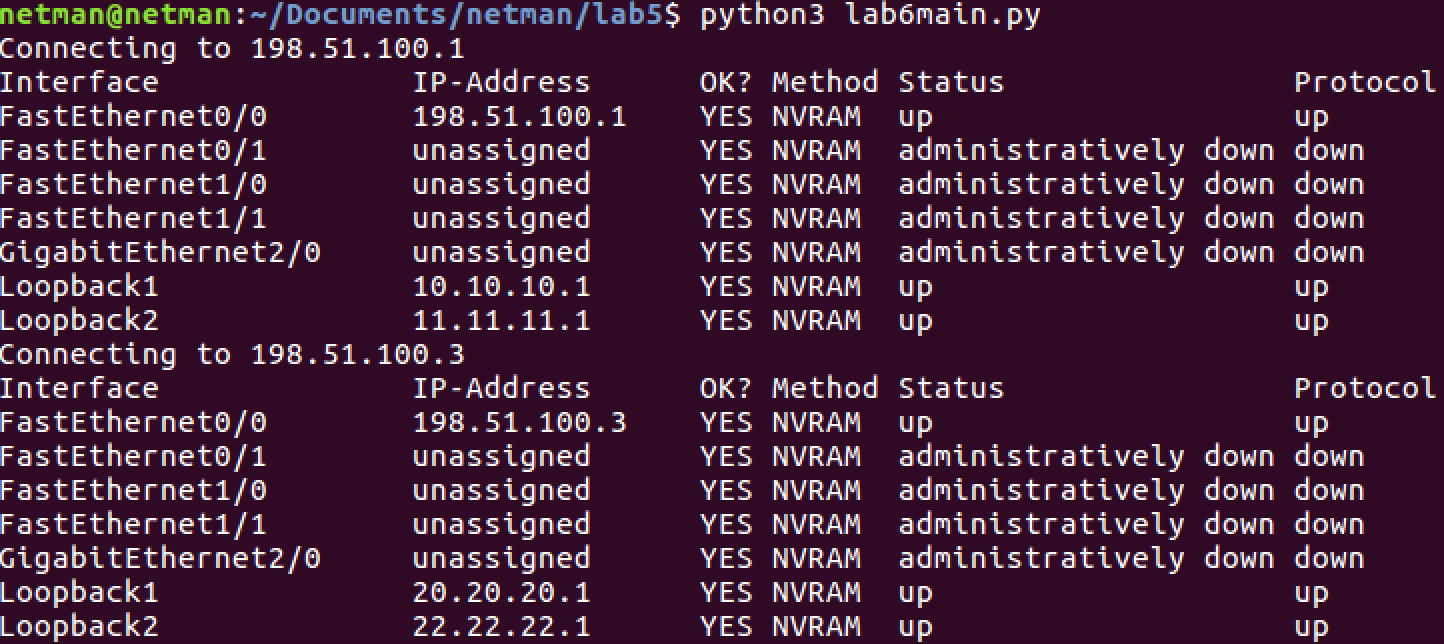 netman@netman:~/Documents/netman/lab5$ python3 lab6main.py
Connecting to 198.51.100.1
Interface              IP-Address      OK? Method Status                Protocol
FastEthernet0/0        198.51.100.1    YES NVRAM  up                    up
FastEthernet0/1        unassigned      YES NVRAM  administratively down down
FastEthernet1/0        unassigned      YES NVRAM  administratively down down
FastEthernet1/1        unassigned      YES NVRAM  administratively down down
GigabitEthernet2/0     unassigned      YES NVRAM  administratively down down
Loopback1              10.10.10.1      YES NVRAM  up                    up
Loopback2              11.11.11.1      YES NVRAM  up                    up
Connecting to 198.51.100.3
Interface              IP-Address      OK? Method Status                Protocol
FastEthernet0/0        198.51.100.3    YES NVRAM  up                    up
FastEthernet0/1        unassigned      YES NVRAM  administratively down down
FastEthernet1/0        unassigned      YES NVRAM  administratively down down
FastEthernet1/1        unassigned      YES NVRAM  administratively down down
GigabitEthernet2/0     unassigned      YES NVRAM  administratively down down
Loopback1              20.20.20.1      YES NVRAM  up                    up
Loopback2              22.22.22.1      YES NVRAM  up                    up